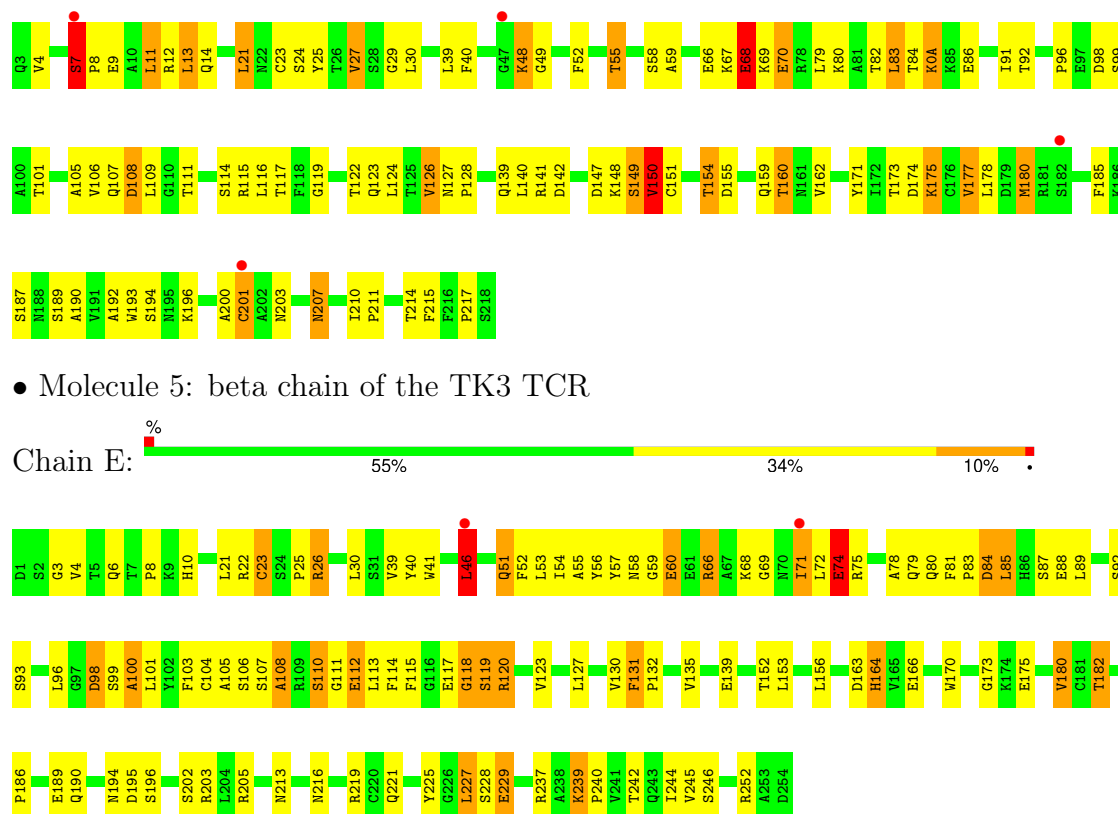 Q3 V4 S7 P8 E9 A10 L11 R12 L13 Q14 L21 N22 C23 S24 Y25 T26 V27 S28 G29 L30 L39 F40 G47 K48 G49 F52 T55 S58 A59 E66 K67 E68 K69 E70 R78 L79 K80 A81 T82 L83 T84 K0A K85 E86 I91 T92 P96 E97 D98 S99
A100 T101 A105 V106 Q107 D108 L109 G110 T111 S114 R115 L116 T117 F118 G119 T122 Q123 L124 T125 V126 N127 P128 Q139 L140 R141 D142 D147 K148 S149 V150 C151 T154 D155 Q159 T160 N161 V162 Y171 I172 T173 D174 K175 C176 V177 L178 D179 M180 R181 S182 F185
S187 N188 S189 A190 V191 A192 W193 S194 N195 K196 A200 C201 A202 N203 N207 I210 P211 T214 F215 F216 P217 S218
• Molecule 5: beta chain of the TK3 TCR
%
Chain E: 55% 34% 10% •
D1 S2 G3 V4 T5 Q6 T7 P8 K9 H10 L21 R22 C23 S24 P25 R26 L30 S31 V39 Y40 W41 L46 Q51 F52 L53 I54 A55 Y56 Y57 N58 G59 E60 E61 R66 A67 K68 G69 N70 I71 L72 E74 R75 A78 Q79 Q80 F81 P83 D84 L85 H86 S87 E88 L89 S92
S93 L96 G97 D98 S99 A100 L101 Y102 F103 C104 A105 S106 S107 A108 R109 S110 G111 E112 L113 F114 F115 G116 E117 G118 S119 R120 V123 L127 V130 F131 P132 V135 E139 T152 L153 L156 D163 H164 V165 E166 W170 G173 K174 E175 V180 C181 T182
P186 E189 Q190 N194 D195 S196 S202 R203 L204 R205 N213 N216 R219 C220 Q221 Y225 G226 L227 S228 E229 R237 A238 K239 P240 V241 T242 Q243 I244 V245 S246 R252 A253 D254